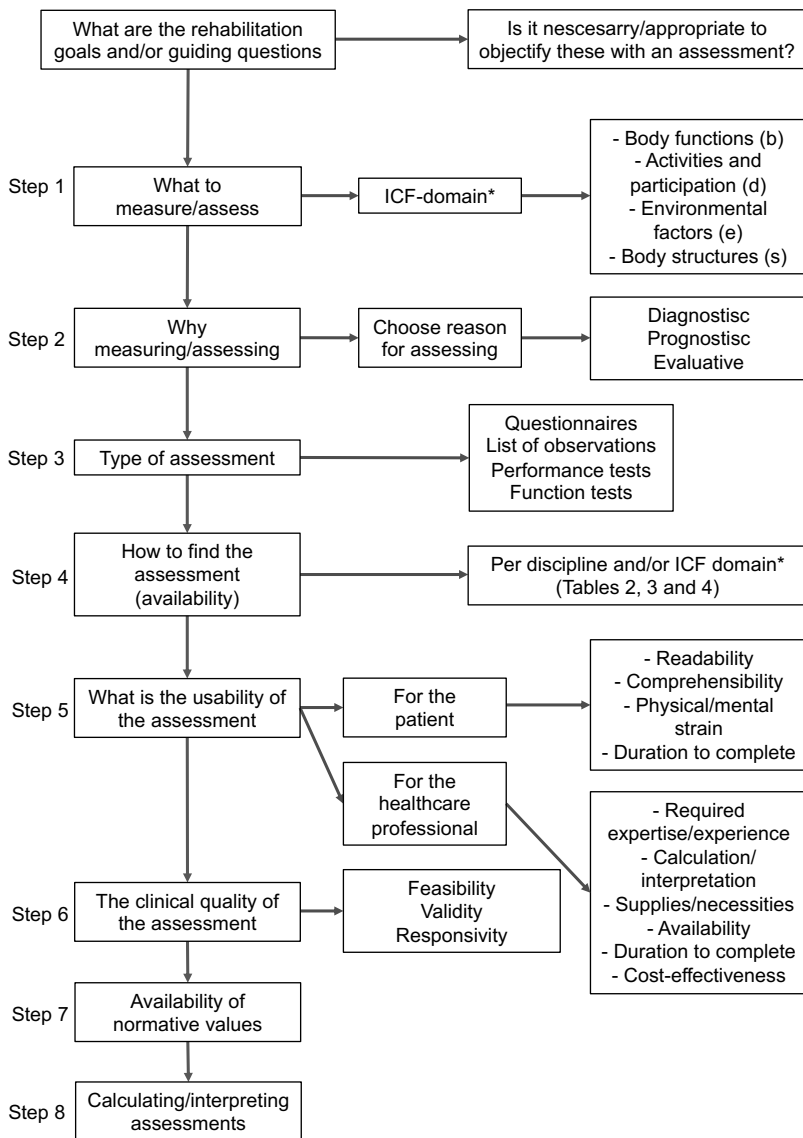 What are the rehabilitation
goals and/or guiding questions
Is it nescesarry/appropriate to
objectify these with an assessment?
Step 1
What to
measure/assess
ICF-domain*
- Body functions (b)
- Activities and
participation (d)
- Environmental
factors (e)
- Body structures (s)
Step 2
Why
measuring/assessing
Choose reason
for assessing
Diagnostisc
Prognostisc
Evaluative
Step 3
Type of assessment
Questionnaires
List of observations
Performance tests
Function tests
Step 4
How to find the
assessment
(availability)
Per discipline and/or ICF domain*
(Tables 2, 3 and 4)
Step 5
What is the usability of
the assessment
For the
patient
- Readability
- Comprehensibility
- Physical/mental
strain
- Duration to complete
For the
healthcare
professional
- Required
expertise/experience
- Calculation/
interpretation
- Supplies/necessities
- Availability
- Duration to complete
- Cost-effectiveness
Step 6
The clinical quality of
the assessment
Feasibility
Validity
Responsivity
Step 7
Availability of
normative values
Step 8
Calculating/interpreting
assessments